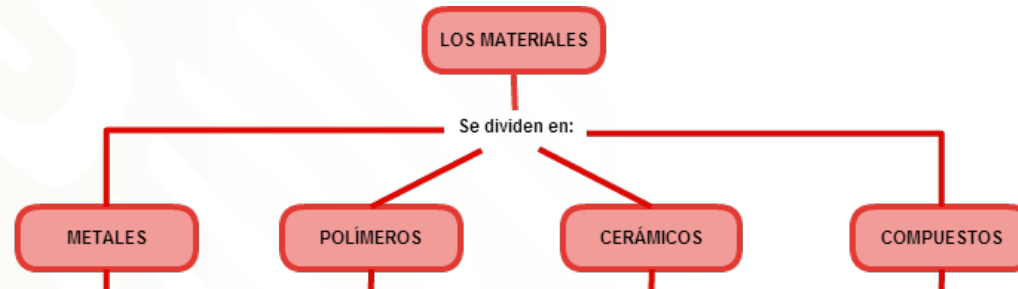 LOS MATERIALES
Se dividen en:
METALES
POLÍMEROS
CERÁMICOS
COMPUESTOS